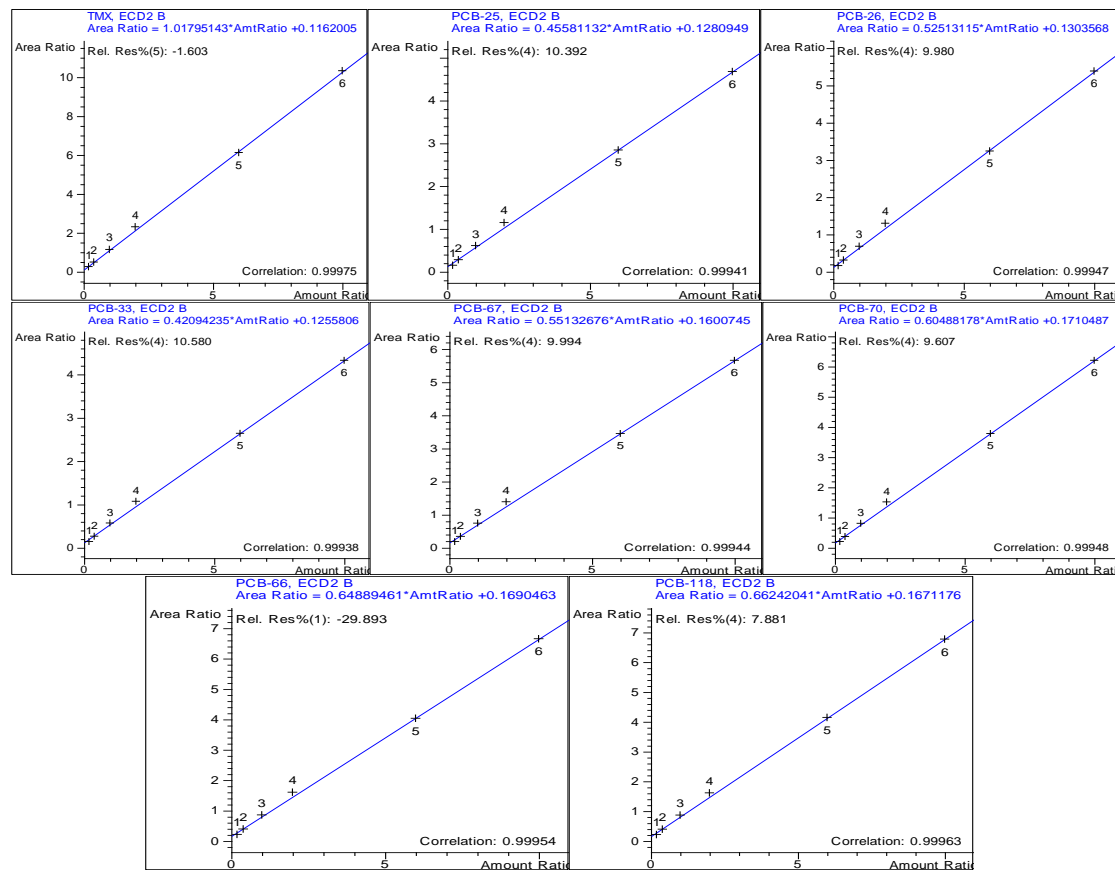 TMX, ECD2 B
Area Ratio = 1.01795143*AmtRatio +0.1162005
Area Ratio
Rel. Res%(5): -1.603
10
8
6
4
2
0
1
2
3
4
5
6
Correlation: 0.99975
0
5
Amount Ratio
PCB-25, ECD2 B
Area Ratio = 0.45581132*AmtRatio +0.1280949
Area Ratio
Rel. Res%(4): 10.392
4
3
2
1
0
1
2
3
4
5
6
Correlation: 0.99941
0
5
Amount Ratio
PCB-26, ECD2 B
Area Ratio = 0.52513115*AmtRatio +0.1303568
Area Ratio
Rel. Res%(4): 9.980
5
4
3
2
1
0
1
2
3
4
5
6
Correlation: 0.99947
0
5
Amount Ratio
PCB-33, ECD2 B
Area Ratio = 0.42094235*AmtRatio +0.1255806
Area Ratio
Rel. Res%(4): 10.580
4
3
2
1
0
1
2
3
4
5
6
Correlation: 0.99938
0
5
Amount Ratio
PCB-67, ECD2 B
Area Ratio = 0.55132676*AmtRatio +0.1600745
Area Ratio
Rel. Res%(4): 9.994
6
5
4
3
2
1
0
1
2
3
4
5
6
Correlation: 0.99944
0
5
Amount Ratio
PCB-70, ECD2 B
Area Ratio = 0.60488178*AmtRatio +0.1710487
Area Ratio
Rel. Res%(4): 9.607
6
5
4
3
2
1
0
1
2
3
4
5
6
Correlation: 0.99948
0
5
Amount Ratio
PCB-66, ECD2 B
Area Ratio = 0.64889461*AmtRatio +0.1690463
Area Ratio
Rel. Res%(1): -29.893
7
6
5
4
3
2
1
0
1
2
3
4
5
6
Correlation: 0.99954
0
5
Amount Ratio
PCB-118, ECD2 B
Area Ratio = 0.66242041*AmtRatio +0.1671176
Area Ratio
Rel. Res%(4): 7.881
7
6
5
4
3
2
1
0
1
2
3
4
5
6
Correlation: 0.99963
0
5
Amount Ratio